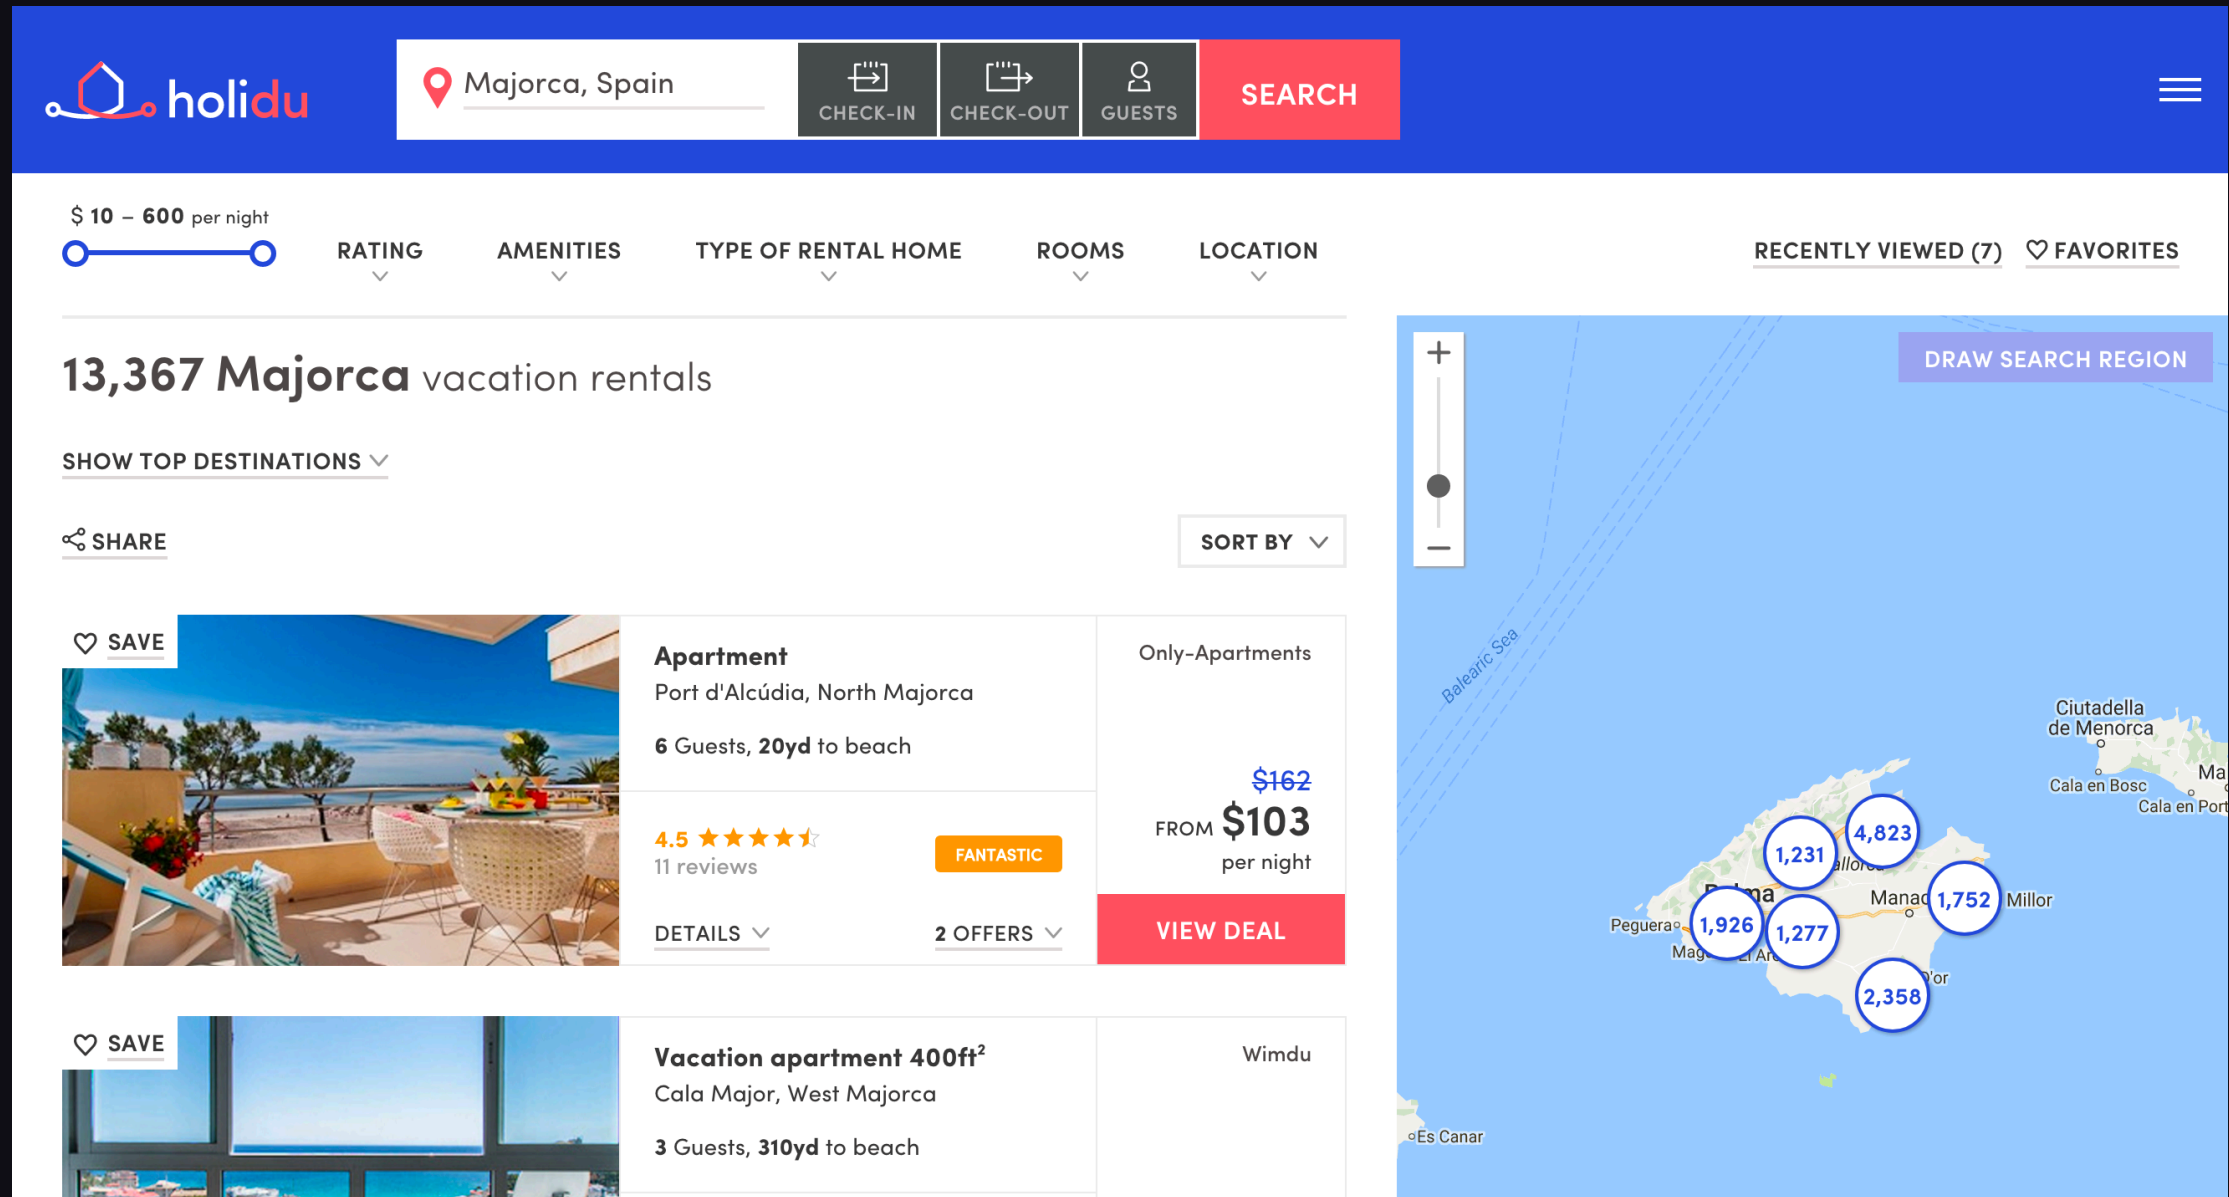 holidu
Majorca, Spain
CHECK-IN
CHECK-OUT
GUESTS
SEARCH
$ 10 – 600 per night
RATING
AMENITIES
TYPE OF RENTAL HOME
ROOMS
LOCATION
RECENTLY VIEWED (7)
FAVORITES
13,367 Majorca vacation rentals
SHOW TOP DESTINATIONS
SHARE
SORT BY
SAVE
Apartment
Port d'Alcúdia, North Majorca
6 Guests, 20yd to beach
4.5
11 reviews
FANTASTIC
DETAILS
2 OFFERS
Only-Apartments
$162
FROM $103
per night
VIEW DEAL
SAVE
Vacation apartment 400ft²
Cala Major, West Majorca
3 Guests, 310yd to beach
Wimdu
DRAW SEARCH REGION
Balearic Sea
Ciutadella
de Menorca
Cala en Bosc
Cala en Port
Ma
4,823
1,231
Manac
1,752
Millor
Peguera
1,926
1,277
D'or
2,358
Es Canar